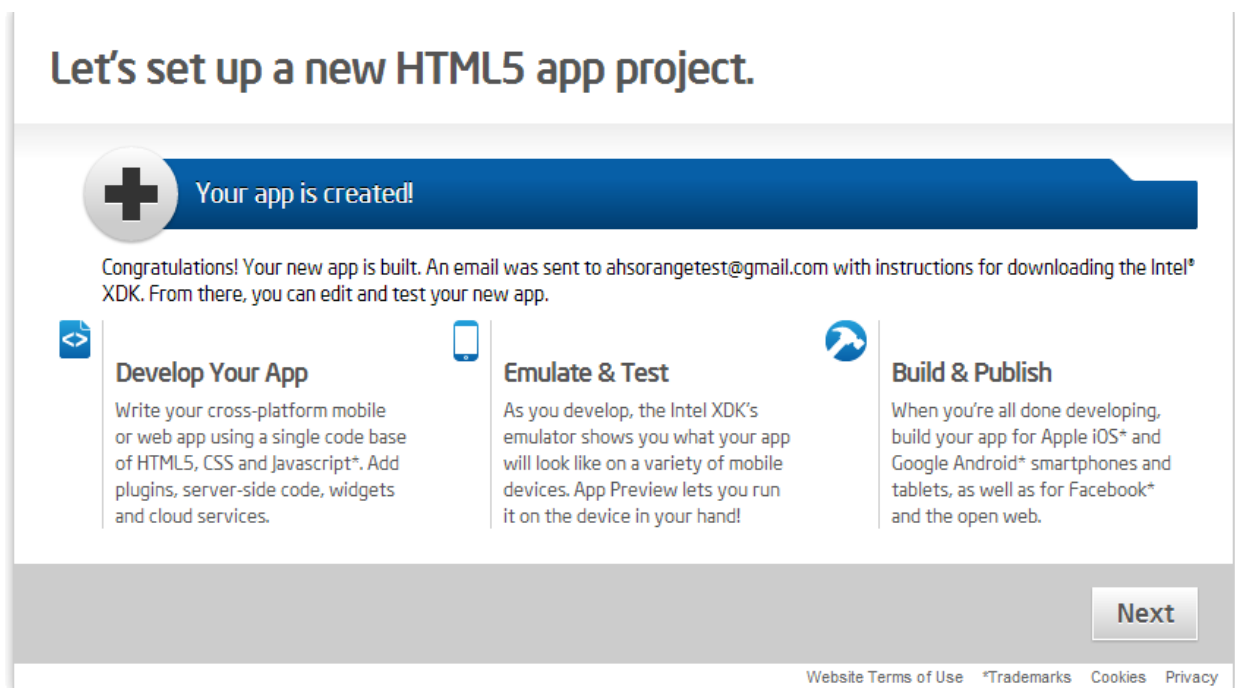 Let's set up a new HTML5 app project.
Your app is created!
Congratulations! Your new app is built. An email was sent to ahsorangetest@gmail.com with instructions for downloading the Intel®
XDK. From there, you can edit and test your new app.
Develop Your App
Write your cross-platform mobile
or web app using a single code base
of HTML5, CSS and Javascript*. Add
plugins, server-side code, widgets
and cloud services.
Emulate & Test
As you develop, the Intel XDK's
emulator shows you what your app
will look like on a variety of mobile
devices. App Preview lets you run
it on the device in your hand!
Build & Publish
When you're all done developing,
build your app for Apple iOS* and
Google Android* smartphones and
tablets, as well as for Facebook*
and the open web.
Next
Website Terms of Use *Trademarks Cookies Privacy